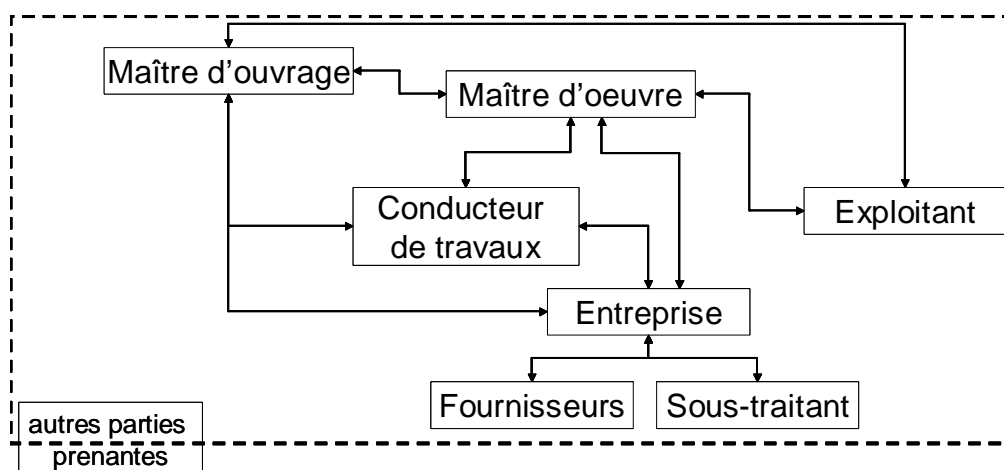 Maître d’ouvrage
Maître d’oeuvre
Conducteur
de travaux
Exploitant
Entreprise
Fournisseurs
Sous-traitant
autres parties
prenantes